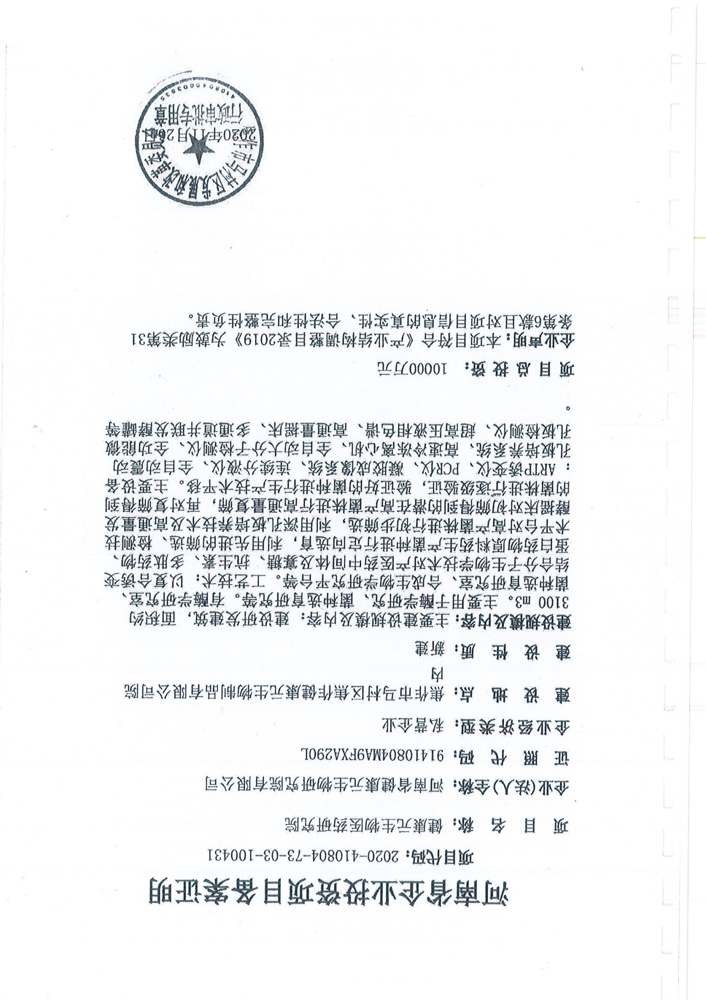 河南省企业投资项目备案证明
项目代码：2020-410804-73-03-100431
项目名称：健康元生物医药研究院
企业(法人)全称：河南省健康元生物研究院有限公司
证照代码：91410804MA9FXA290L
企业经济类型：私营企业
建设地点：焦作市马村区焦作健康元生物制品有限公司院
内
建设性质：新建
建设规模及内容：主要建设规模及内容：建设研发建筑，面积约
3100 m3。主要用于酶学研究、菌种选育研究等。有酶学研究室、
菌种选育研究室、合成生物学研究平台等。工艺技术：以复合诱变
结合分子生物学技术对产医药中间体及寡糖、抗生素、多肽药物、
蛋白药物原料药生产菌种进行定向选育，利用先进的筛选、检测技
术平台对高产菌株进行初步筛选，利用深孔板培养技术及高通量发
酵摇床对初筛得到的潜在高产菌株进行高通量复筛，再对复筛得到
的菌株进行逐级验证，验证好的菌种进行生产技术平移。主要设备
：ARTP诱变仪、PCR仪、凝胶成像系统、连续分液仪、全自动震动
孔板培养系统、高速冷冻离心机、全自动大分子检测仪、全功能微
孔板检测仪、超高压液相色谱、高通量摇床、多通道并联发酵罐等
。
项目总投资：10000万元
企业声明：本项目符合《产业结构调整目录2019》为鼓励类第31
条第6款且对项目信息的真实性、合法性和完整性负责。
焦作市马村区发展和改革委员会
2020年11月26日
行政审批专用章
4108040003835